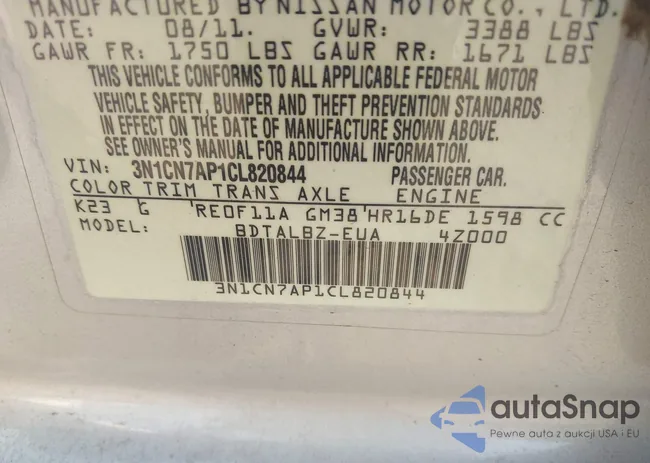 MANUFACTURED BY NISSAN MOTOR CO., LTD.
DATE: 08/11. GVWR: 3388 LBS
GAWR FR: 1750 LBS GAWR RR: 1671 LBS
THIS VEHICLE CONFORMS TO ALL APPLICABLE FEDERAL MOTOR
VEHICLE SAFETY, BUMPER AND THEFT PREVENTION STANDARDS
IN EFFECT ON THE DATE OF MANUFACTURE SHOWN ABOVE.
SEE OWNER'S MANUAL FOR ADDITIONAL INFORMATION.
VIN: 3N1CN7AP1CL820844 PASSENGER CAR.
COLOR TRIM TRANS AXLE ENGINE
K23 G RE0F11A GM38 HR16DE 1598 CC
MODEL: BDTALBZ-EUA 4Z000
3N1CN7AP1CL820844
autaSnap
Pewne auta z aukcji USA i EU